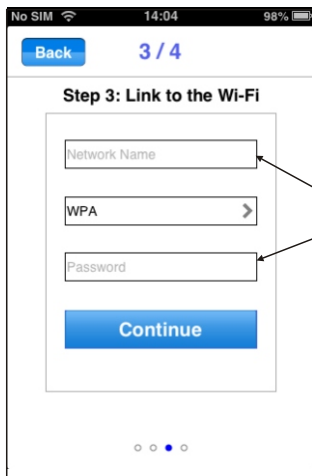 No SIM 14:04 98%
Back 3 / 4
Step 3: Link to the Wi-Fi
Network Name
WPA
Password
Continue